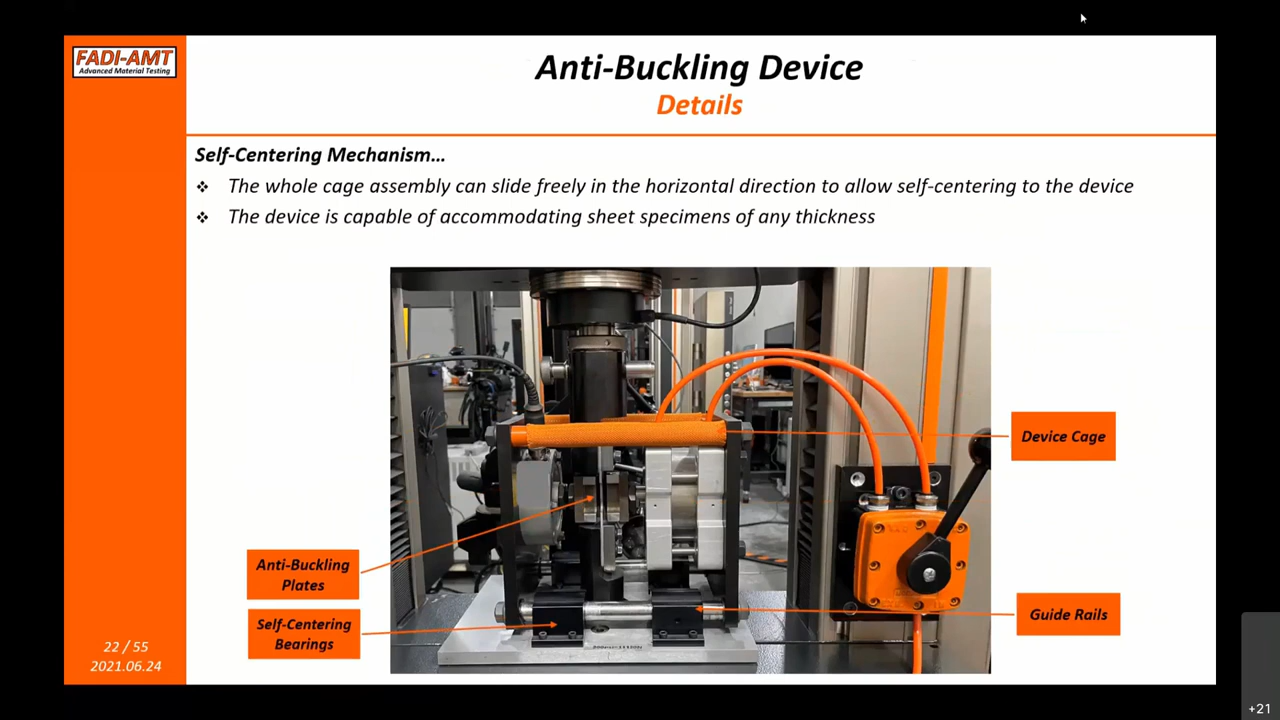 FADI-AMT
Advanced Material Testing
Anti-Buckling Device
Details
Self-Centering Mechanism...
❖ The whole cage assembly can slide freely in the horizontal direction to allow self-centering to the device
❖ The device is capable of accommodating sheet specimens of any thickness
Device Cage
Anti-Buckling
Plates
Self-Centering
Bearings
Guide Rails
22 / 55
2021.06.24
+21